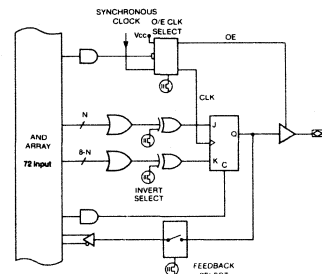 SYNCHRONOUS
CLOCK
O/E CLK
SELECT
Vcc
OE
CLK
N
J
Q
AND
ARRAY
72 Input
8-N
K
C
INVERT
SELECT
FEEDBACK